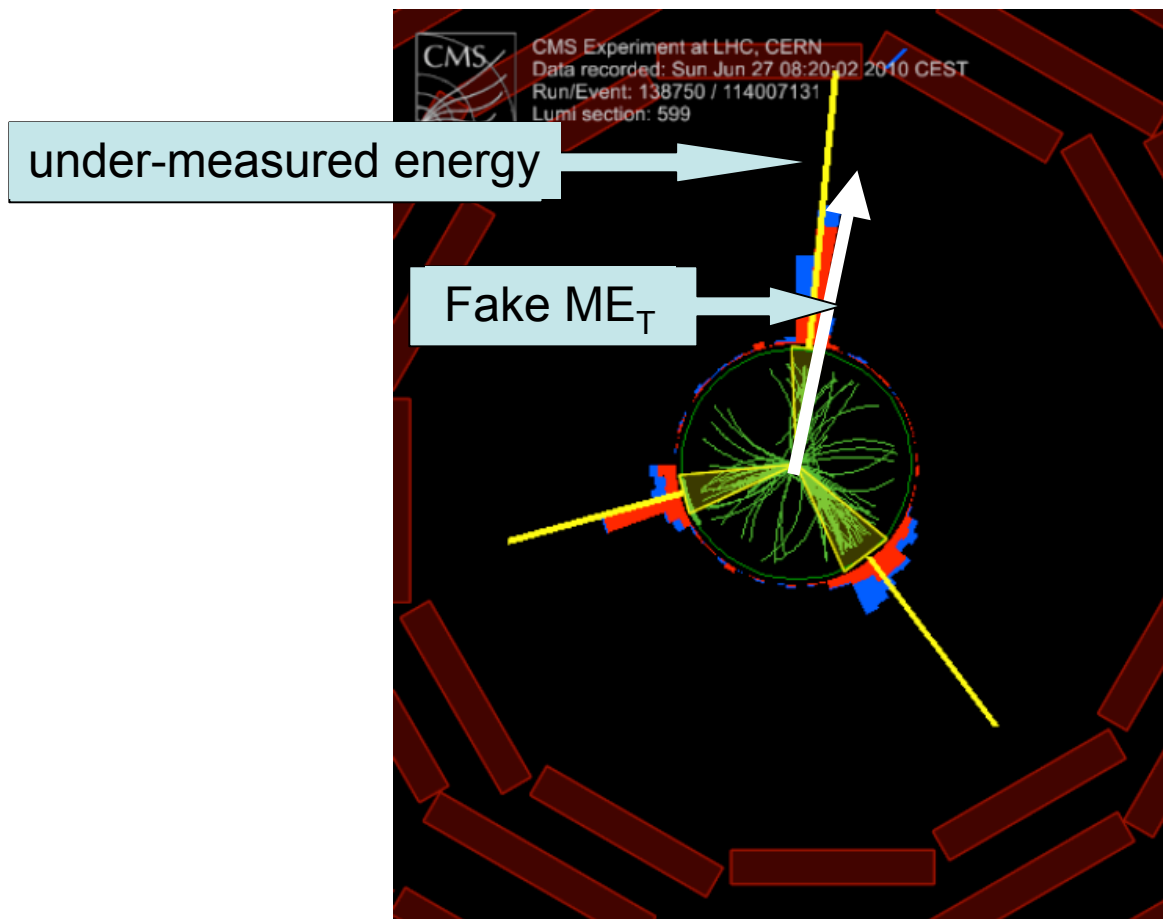 CMS
CMS Experiment at LHC, CERN
Data recorded: Sun Jun 27 08:20:02 2010 CEST
Run/Event: 138750 / 114007131
Lumi section: 599
under-measured energy
Fake MET